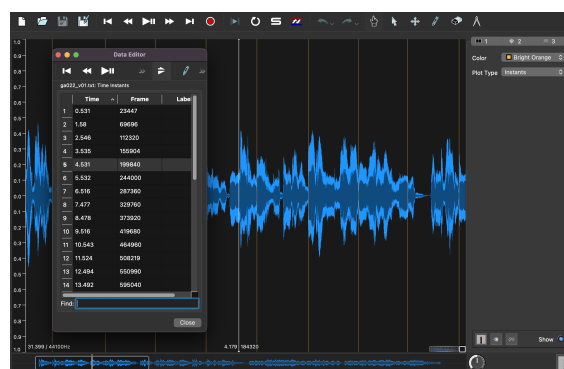 1 2 3
1.0
0.9
0.8
0.7
0.6
0.5
0.4
0.3
0.2
0.1
0.0
0.1
0.2
0.3
0.4
0.5
0.6
0.7
0.8
0.9
1.0
Data Editor
ga022_v01.txt: Time Instants
Time Frame Label
1 0.531 23447
2 1.58 69696
3 2.546 112320
4 3.535 155904
5 4.531 199840
6 5.532 244000
7 6.516 287360
8 7.477 329760
9 8.478 373920
10 9.516 419680
11 10.543 464960
12 11.524 508219
13 12.494 550990
14 13.492 595040
Find:
Close
Color Bright Orange
Plot Type Instants
31.399 / 44100Hz
4.179 184320
Show